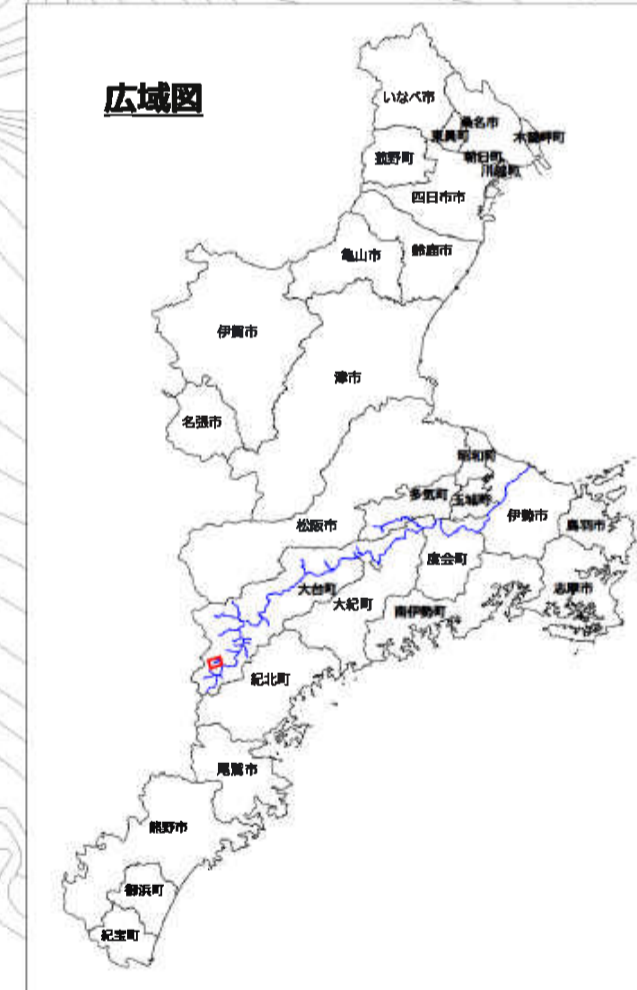 広域図
いなべ市
桑名市
東員町
木曽岬町
朝日町
川越町
菰野町
四日市市
亀山市
鈴鹿市
伊賀市
津市
名張市
明和町
多気町
玉城町
松阪市
伊勢市
鳥羽市
度会町
大台町
大紀町
志摩市
南伊勢町
紀北町
尾鷲市
熊野市
御浜町
紀宝町